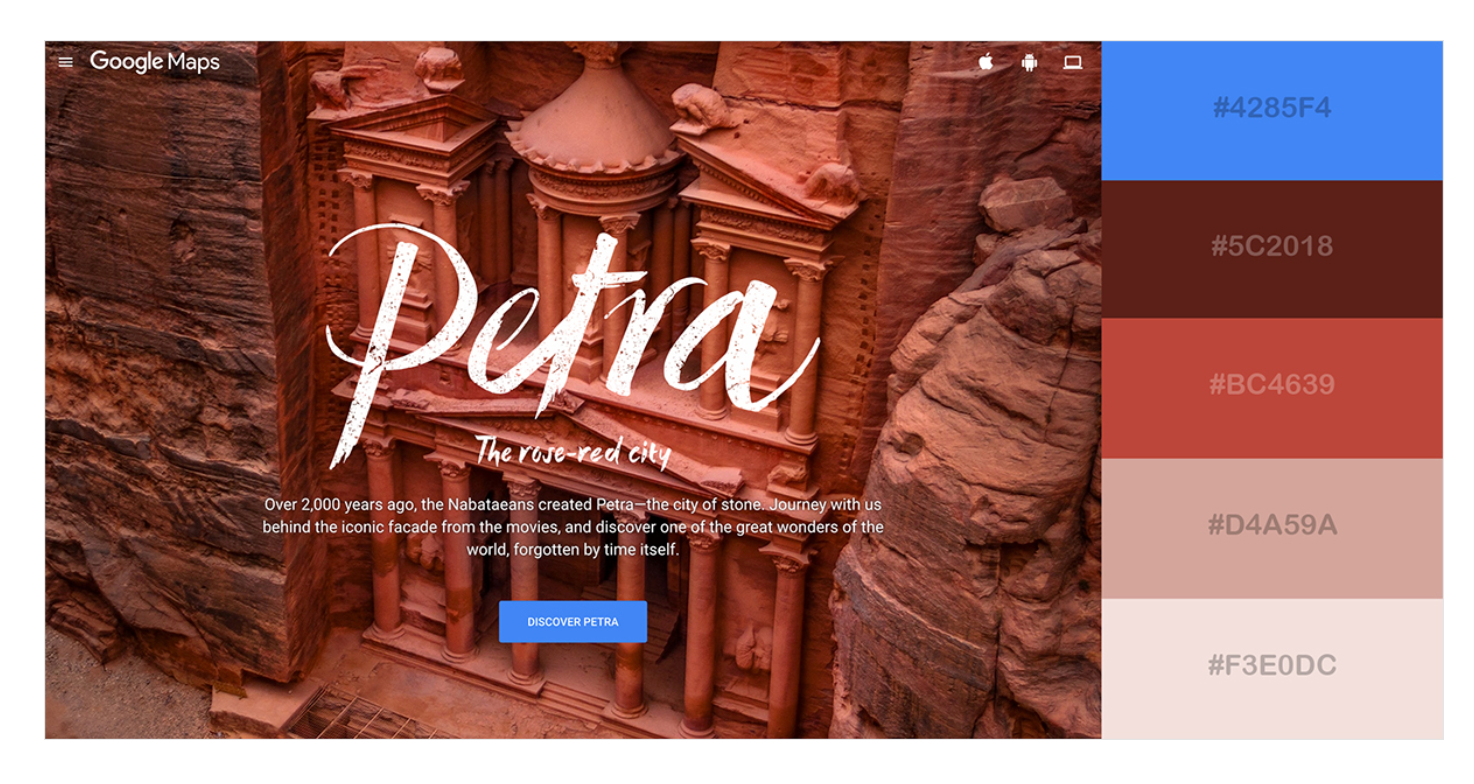 Google Maps
Petra
The rose-red city
Over 2,000 years ago, the Nabataeans created Petra—the city of stone. Journey with us
behind the iconic facade from the movies, and discover one of the great wonders of the
world, forgotten by time itself.
DISCOVER PETRA
#4285F4
#5C2018
#BC4639
#D4A59A
#F3E0DC